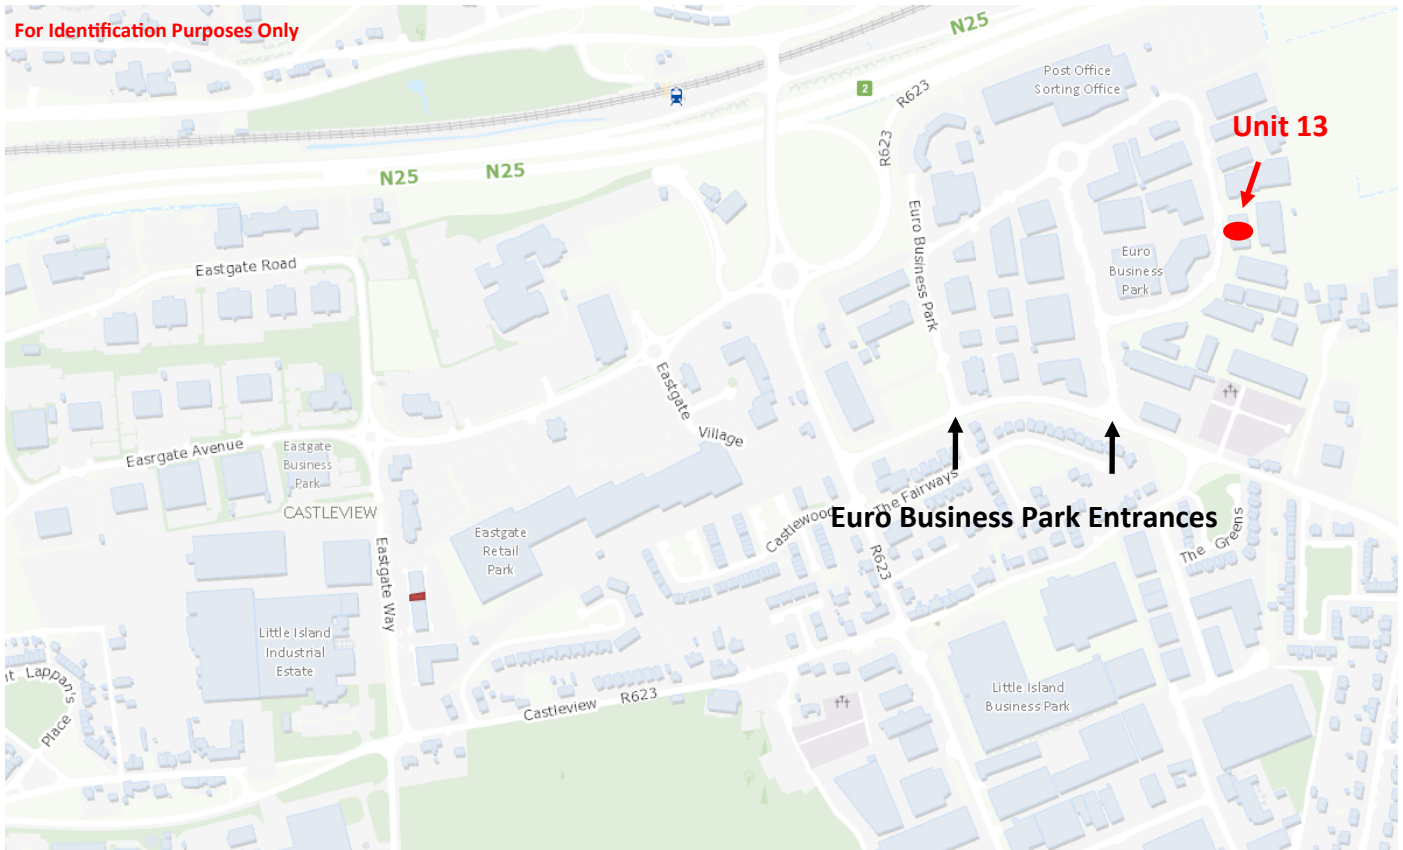 For Identification Purposes Only
N25
2
R623
Post Office
Sorting Office
Unit 13
R623
N25
N25
Euro Business Park
Eastgate Road
Euro
Business
Park
Eastgate
Village
Easrgate Avenue
Eastgate
Business
Park
CASTLEVIEW
Eastgate
Retail
Park
Castlewood
The Fairways
Euro Business Park Entrances
The Greens
R623
Eastgate Way
Little Island
Industrial
Estate
nt Lappan's
Place
Castleview
R623
Little Island
Business Park